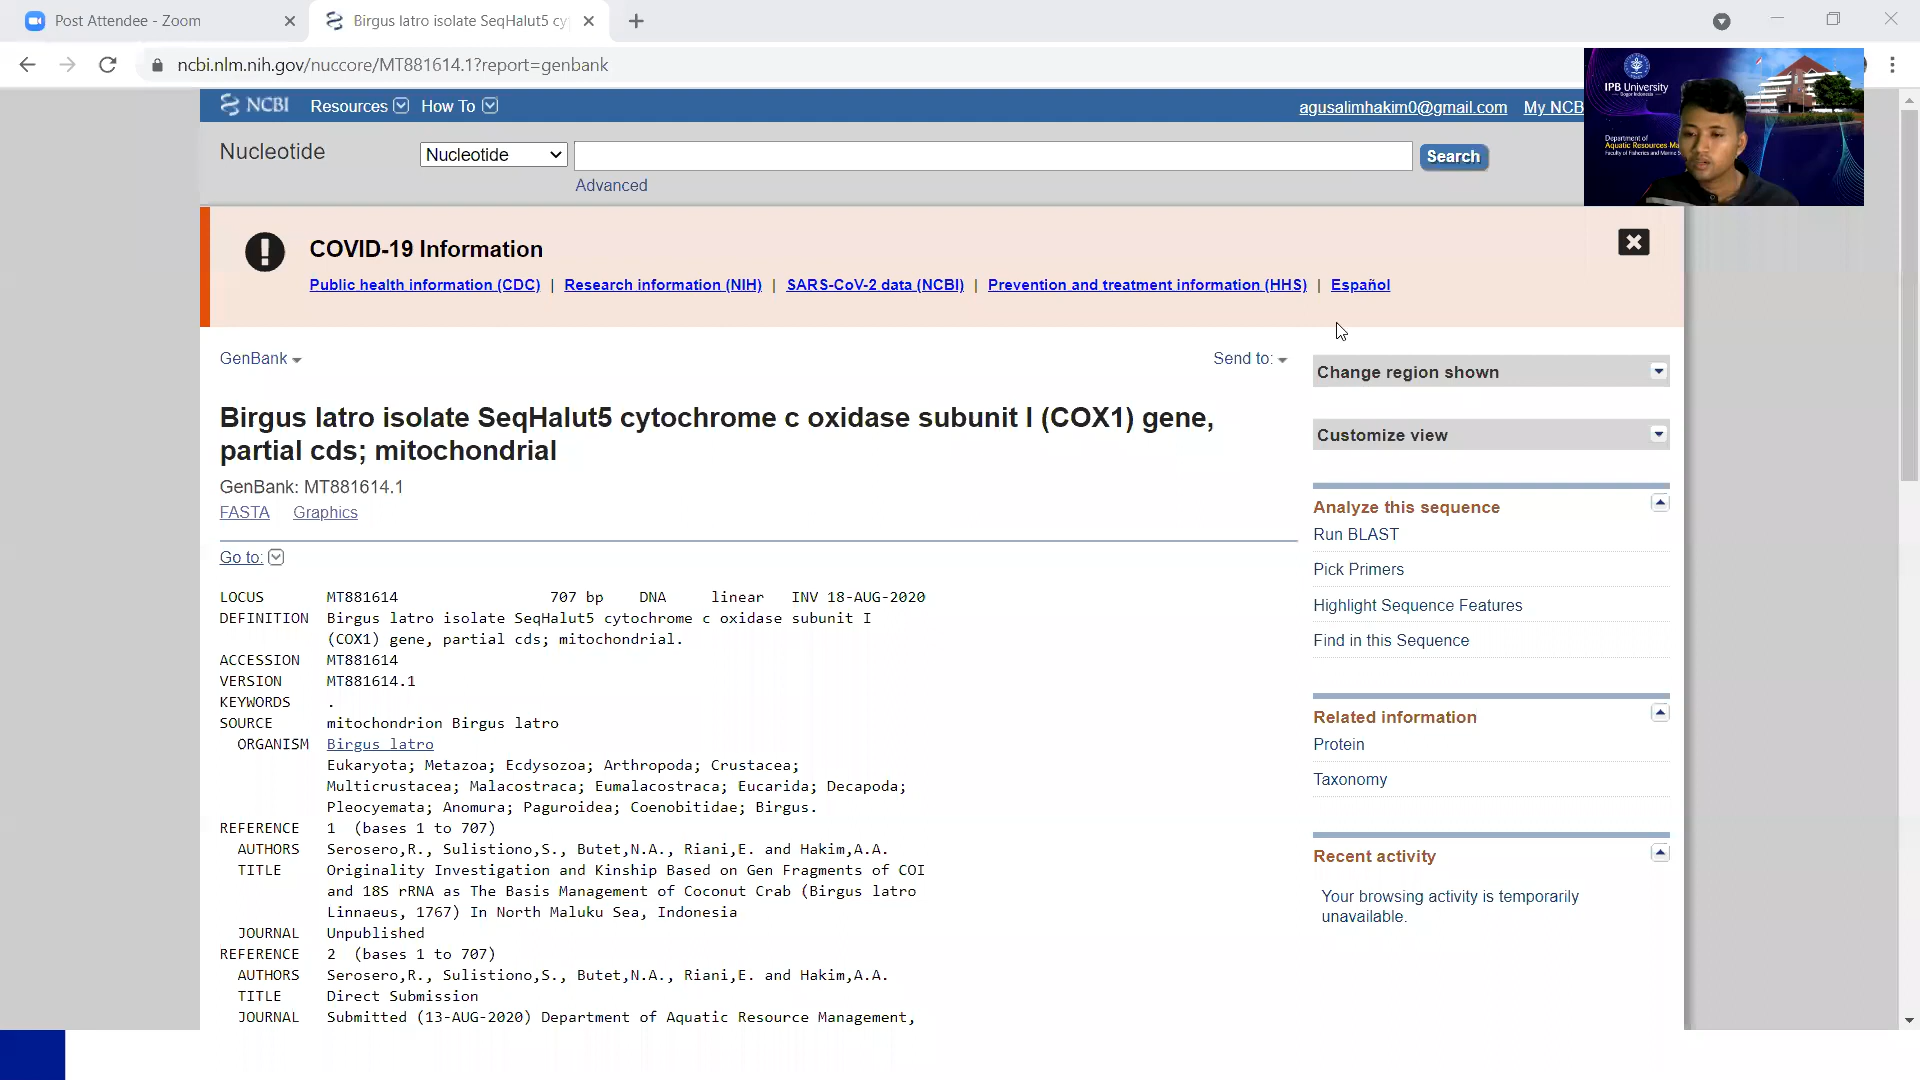 Post Attendee - Zoom
Birgus latro isolate SeqHalut5 cy
ncbi.nlm.nih.gov/nuccore/MT881614.1?report=genbank
NCBI Resources How To agusalimhakim0@gmail.com My NCB
IPB University
Bogor Indonesia
Department of
Aquatic Resources Ma
Nucleotide Nucleotide Search
Advanced
COVID-19 Information
Public health information (CDC) | Research information (NIH) | SARS-CoV-2 data (NCBI) | Prevention and treatment information (HHS) | Español
GenBank Send to:
Change region shown
Birgus latro isolate SeqHalut5 cytochrome c oxidase subunit I (COX1) gene,
partial cds; mitochondrial
Customize view
GenBank: MT881614.1
FASTA Graphics
Analyze this sequence
Run BLAST
Pick Primers
Highlight Sequence Features
Find in this Sequence
Related information
Protein
Taxonomy
Recent activity
Your browsing activity is temporarily
unavailable.
Go to:
LOCUS MT881614 707 bp DNA linear INV 18-AUG-2020
DEFINITION Birgus latro isolate SeqHalut5 cytochrome c oxidase subunit I
(COX1) gene, partial cds; mitochondrial.
ACCESSION MT881614
VERSION MT881614.1
KEYWORDS .
SOURCE mitochondrion Birgus latro
ORGANISM Birgus latro
Eukaryota; Metazoa; Ecdysozoa; Arthropoda; Crustacea;
Multicrustacea; Malacostraca; Eumalacostraca; Eucarida; Decapoda;
Pleocyemata; Anomura; Paguroidea; Coenobitidae; Birgus.
REFERENCE 1 (bases 1 to 707)
AUTHORS Serosero,R., Sulistiono,S., Butet,N.A., Riani,E. and Hakim,A.A.
TITLE Originality Investigation and Kinship Based on Gen Fragments of COI
and 18S rRNA as The Basis Management of Coconut Crab (Birgus latro
Linnaeus, 1767) In North Maluku Sea, Indonesia
JOURNAL Unpublished
REFERENCE 2 (bases 1 to 707)
AUTHORS Serosero,R., Sulistiono,S., Butet,N.A., Riani,E. and Hakim,A.A.
TITLE Direct Submission
JOURNAL Submitted (13-AUG-2020) Department of Aquatic Resource Management,